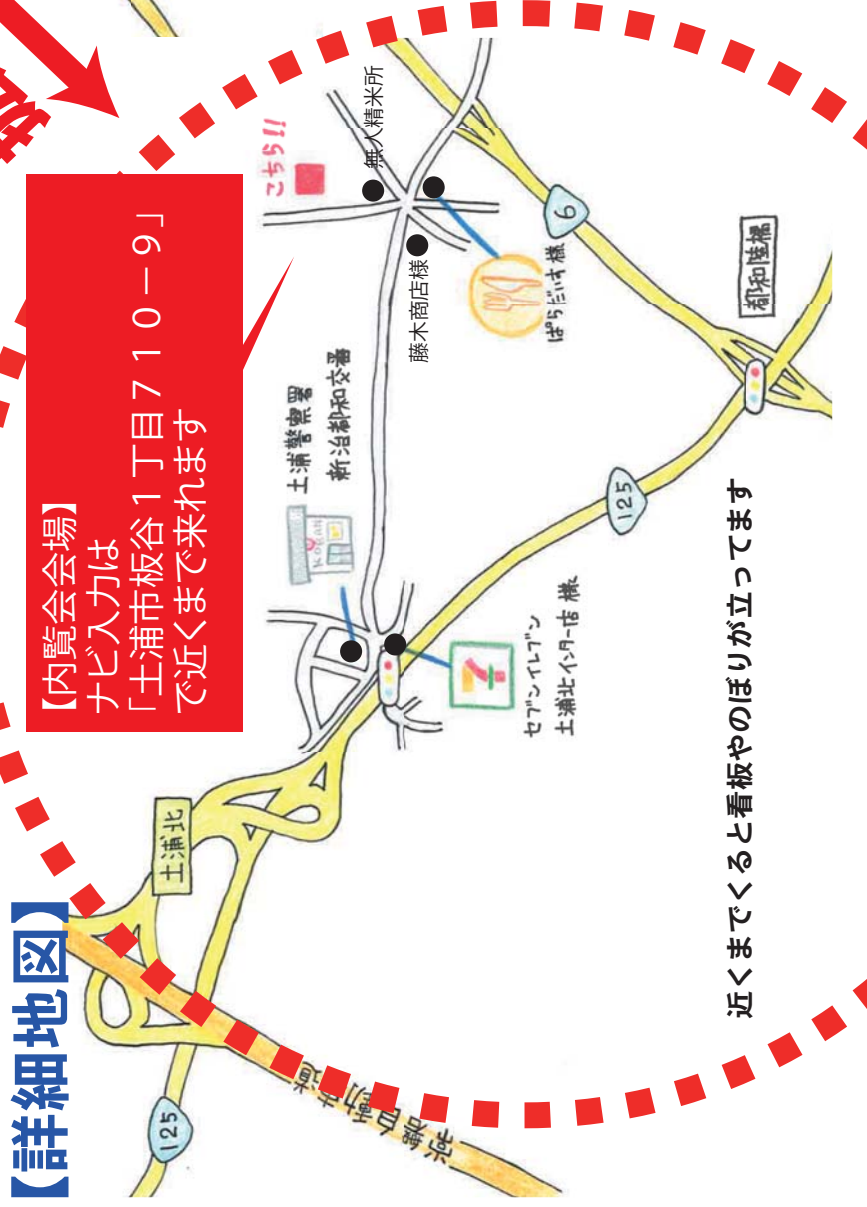 【詳細地図】
【内覧会会場】
ナビ入力は
「土浦市板谷1丁目710-9」
で近くまで来れます
こちら!!
無人精米所
藤木商店様
ぱらだいす様
6
都和陸橋
土浦警察署
新治都和交番
KOBAN
125
セブンイレブン
土浦北インター店 様
土浦北
125
常磐自動車道
近くまでくると看板やのぼりが立ってます